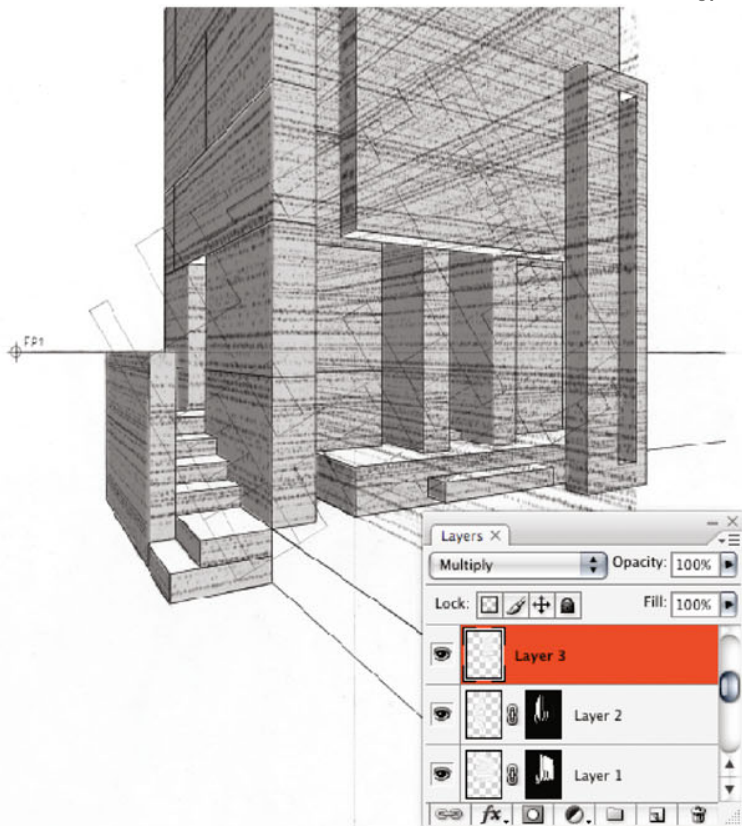 FP1
Layers ×
Multiply Opacity: 100%
Lock: Fill: 100%
Layer 3
Layer 2
Layer 1
fx.